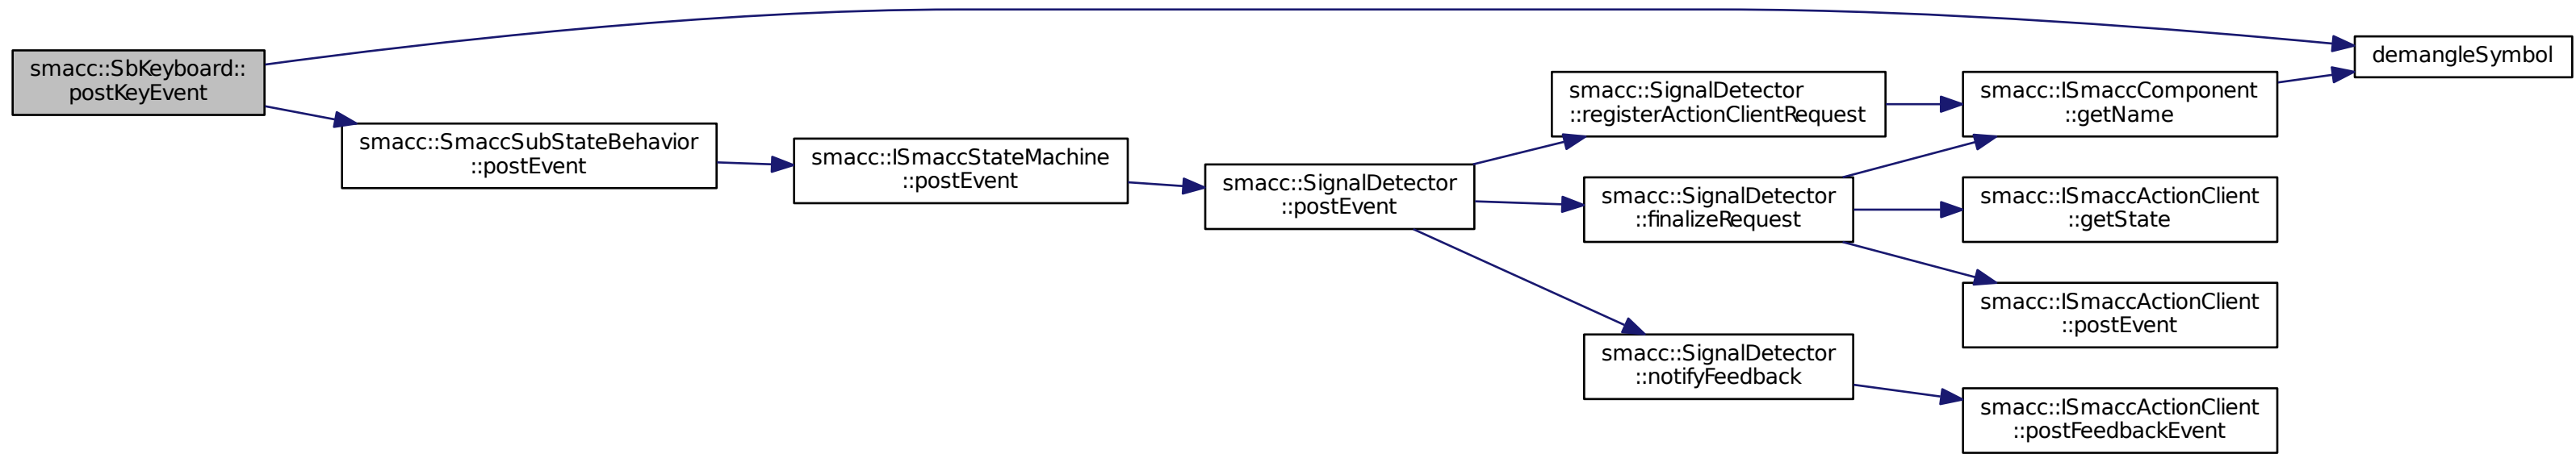 smacc::SbKeyboard::
postKeyEvent
smacc::SmaccSubStateBehavior
::postEvent
smacc::ISmaccStateMachine
::postEvent
smacc::SignalDetector
::postEvent
smacc::SignalDetector
::registerActionClientRequest
smacc::SignalDetector
::finalizeRequest
smacc::SignalDetector
::notifyFeedback
smacc::ISmaccComponent
::getName
smacc::ISmaccActionClient
::getState
smacc::ISmaccActionClient
::postEvent
smacc::ISmaccActionClient
::postFeedbackEvent
demangleSymbol